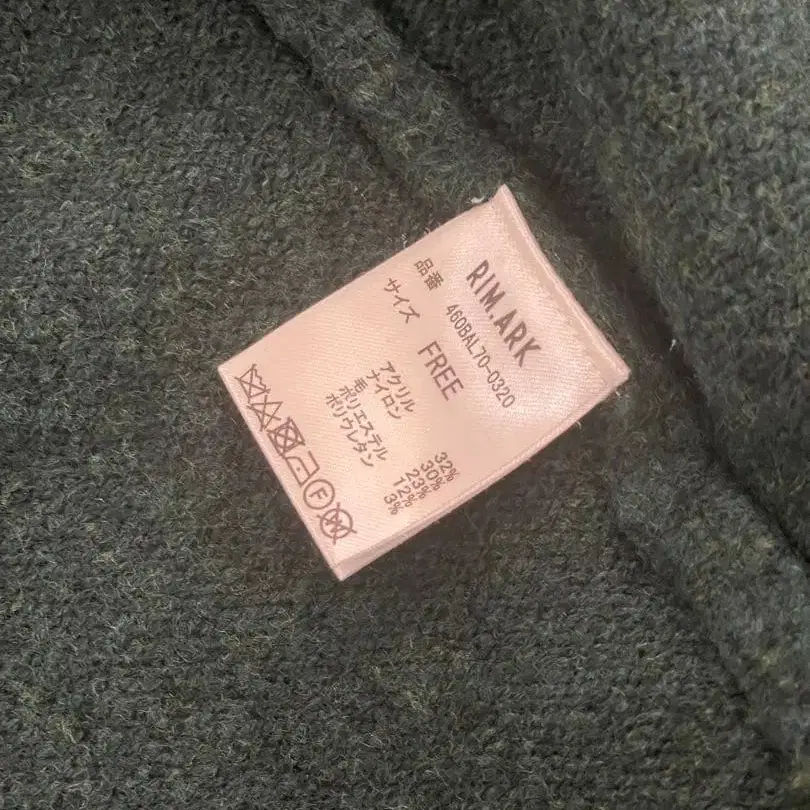 RIM.ARK
品番 460BAL70-0320
サイズ FREE
アクリル 32%
ナイロン 30%
毛 23%
ポリエステル 12%
ポリウレタン 3%
F